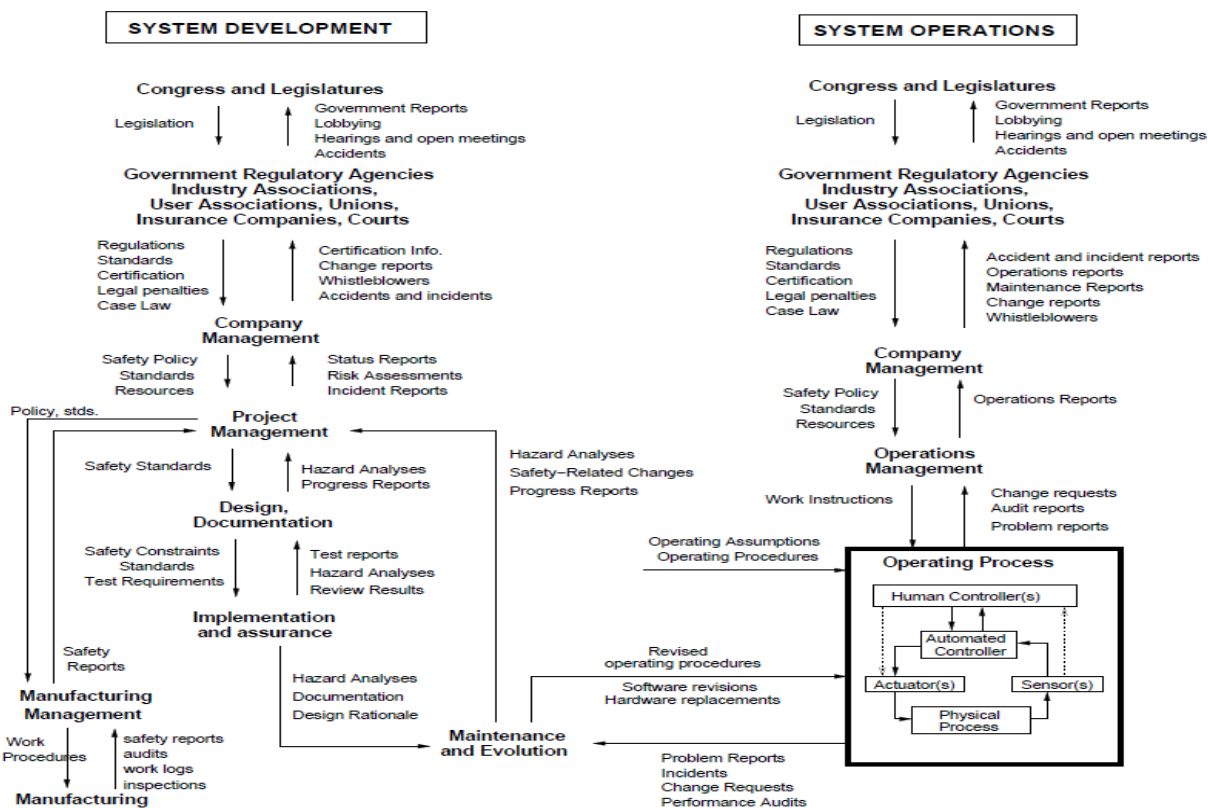 SYSTEM DEVELOPMENT
Congress and Legislatures
Legislation
Government Reports
Lobbying
Hearings and open meetings
Accidents
Government Regulatory Agencies
Industry Associations,
User Associations, Unions,
Insurance Companies, Courts
Regulations
Standards
Certification
Legal penalties
Case Law
Certification Info.
Change reports
Whistleblowers
Accidents and incidents
Company
Management
Safety Policy
Standards
Resources
Status Reports
Risk Assessments
Incident Reports
Policy, stds.
Project
Management
Safety Standards
Hazard Analyses
Progress Reports
Hazard Analyses
Safety-Related Changes
Progress Reports
Design,
Documentation
Safety Constraints
Standards
Test Requirements
Test reports
Hazard Analyses
Review Results
Implementation
and assurance
Safety
Reports
Hazard Analyses
Documentation
Design Rationale
Manufacturing
Management
Work
Procedures
safety reports
audits
work logs
inspections
Manufacturing
Maintenance
and Evolution
SYSTEM OPERATIONS
Congress and Legislatures
Legislation
Government Reports
Lobbying
Hearings and open meetings
Accidents
Government Regulatory Agencies
Industry Associations,
User Associations, Unions,
Insurance Companies, Courts
Regulations
Standards
Certification
Legal penalties
Case Law
Accident and incident reports
Operations reports
Maintenance Reports
Change reports
Whistleblowers
Company
Management
Safety Policy
Standards
Resources
Operations Reports
Operations
Management
Work Instructions
Change requests
Audit reports
Problem reports
Operating Assumptions
Operating Procedures
Operating Process
Human Controller(s)
Automated
Controller
Actuator(s)
Sensor(s)
Physical
Process
Revised
operating procedures
Software revisions
Hardware replacements
Problem Reports
Incidents
Change Requests
Performance Audits